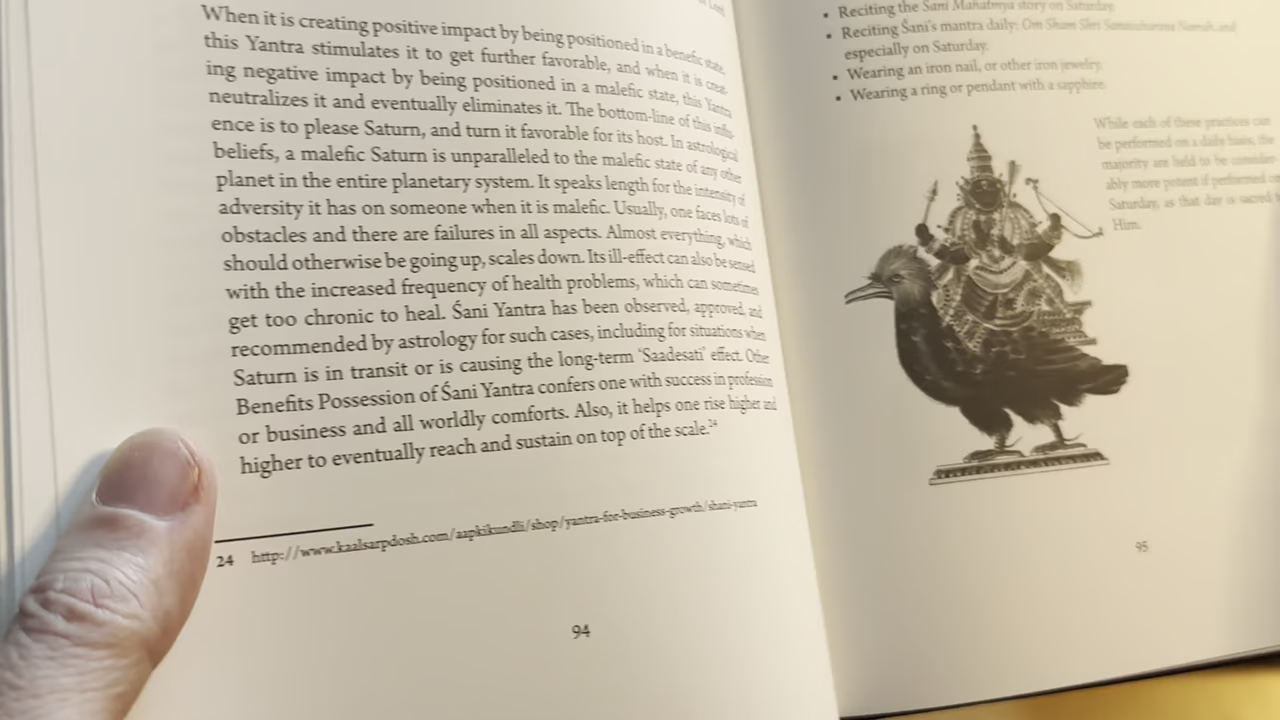 When it is creating positive impact by being positioned in a benefic state,
this Yantra stimulates it to get further favorable, and when it is creat-
ing negative impact by being positioned in a malefic state, this Yantra
neutralizes it and eventually eliminates it. The bottom-line of this influ-
ence is to please Saturn, and turn it favorable for its host. In astrological
beliefs, a malefic Saturn is unparalleled to the malefic state of any other
planet in the entire planetary system. It speaks length for the intensity of
adversity it has on someone when it is malefic. Usually, one faces lots of
obstacles and there are failures in all aspects. Almost everything, which
should otherwise be going up, scales down. Its ill-effect can also be sensed
with the increased frequency of health problems, which can sometimes
get too chronic to heal. Śani Yantra has been observed, approved, and
recommended by astrology for such cases, including for situations when
Saturn is in transit or is causing the long-term 'Saadesati' effect. Other
Benefits Possession of Śani Yantra confers one with success in profession
or business and all worldly comforts. Also, it helps one rise higher and
higher to eventually reach and sustain on top of the scale.24
24 http://www.kaalsarpdosh.com/aapkikundli/shop/yantra-for-business-growth/shani-yantra
94
▪ Reciting the Śani Mahatmya story on Saturday.
▪ Reciting Śani's mantra daily: Om Sham Shri and
especially on Saturday.
▪ Wearing an iron nail, or other iron jewelry.
▪ Wearing a ring or pendant with a sapphire.
While each of these practices can
be performed on a daily basis, the
majority are held to be consider-
ably more potent if performed on
Saturday, as that day is sacred to
Him.
95